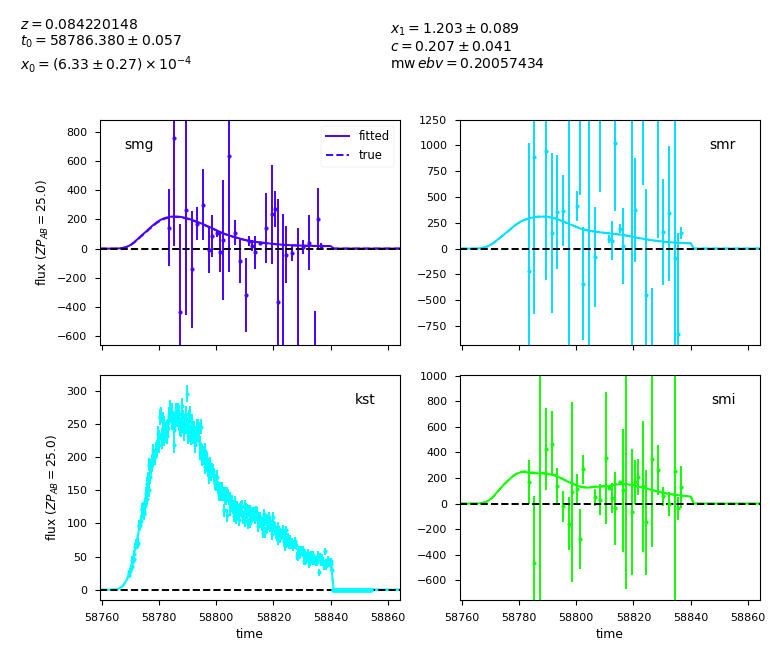 z = 0.084220148
t₀ = 58786.380 ± 0.057
x₀ = (6.33 ± 0.27) × 10⁻⁴
x₁ = 1.203 ± 0.089
c = 0.207 ± 0.041
mw ebv = 0.20057434
smg
fitted
true
800
600
400
200
0
−200
−400
−600
flux (ZP_AB = 25.0)
smr
1250
1000
750
500
250
0
−250
−500
−750
kst
300
250
200
150
100
50
0
flux (ZP_AB = 25.0)
58760 58780 58800 58820 58840 58860
time
smi
1000
800
600
400
200
0
−200
−400
−600
58760 58780 58800 58820 58840 58860
time